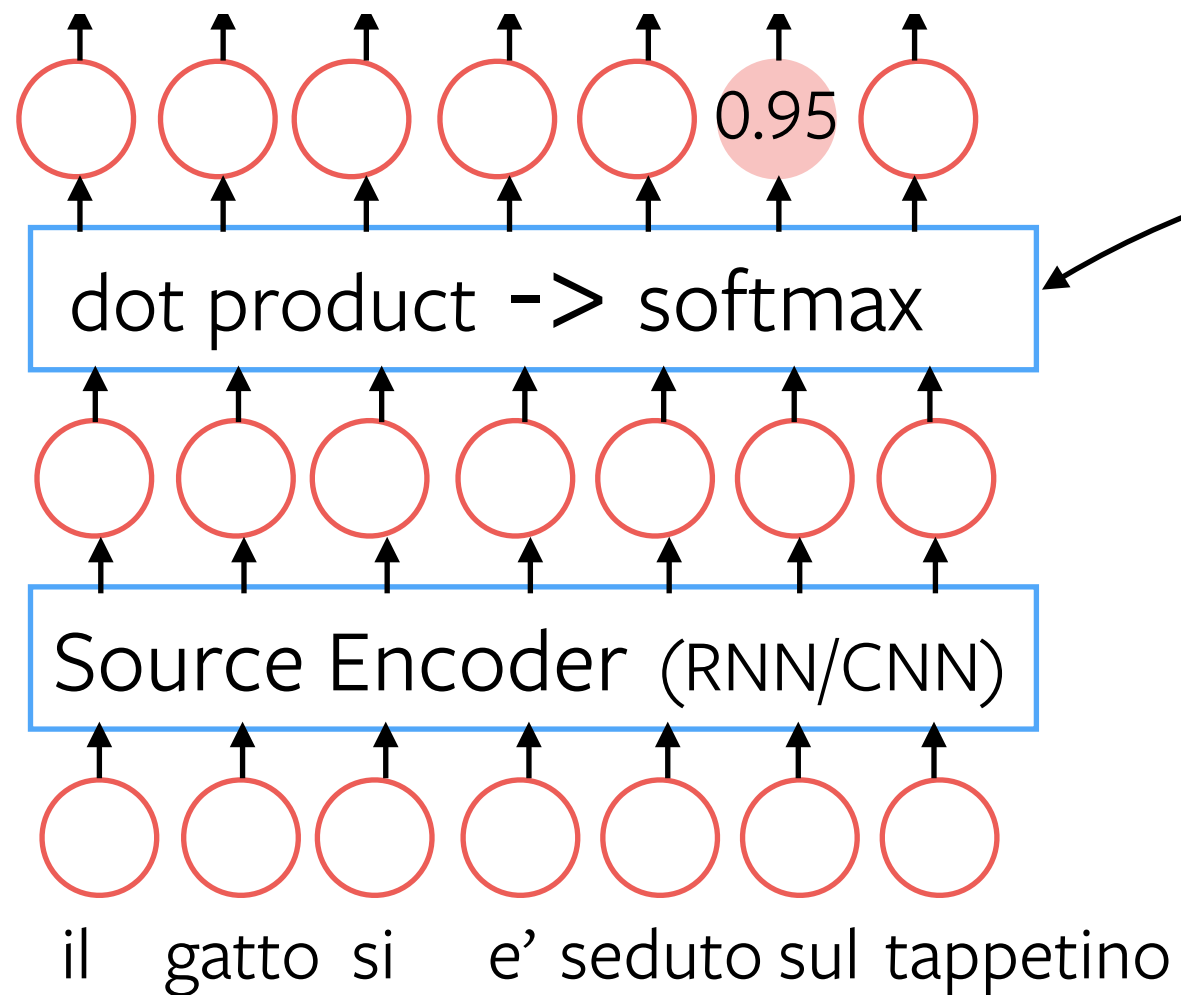 0.95
dot product -> softmax
Source Encoder (RNN/CNN)
il gatto si e’ seduto sul tappetino